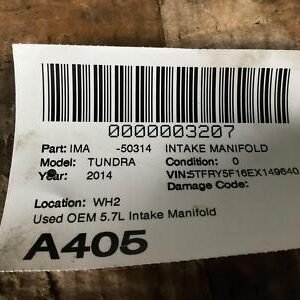 0000003207
Part: IMA -50314 INTAKE MANIFOLD
Model: TUNDRA Condition: 0
Year: 2014 VIN:5TFRY5F16EX149640
Damage Code:
Location: WH2
Used OEM 5.7L Intake Manifold
A405